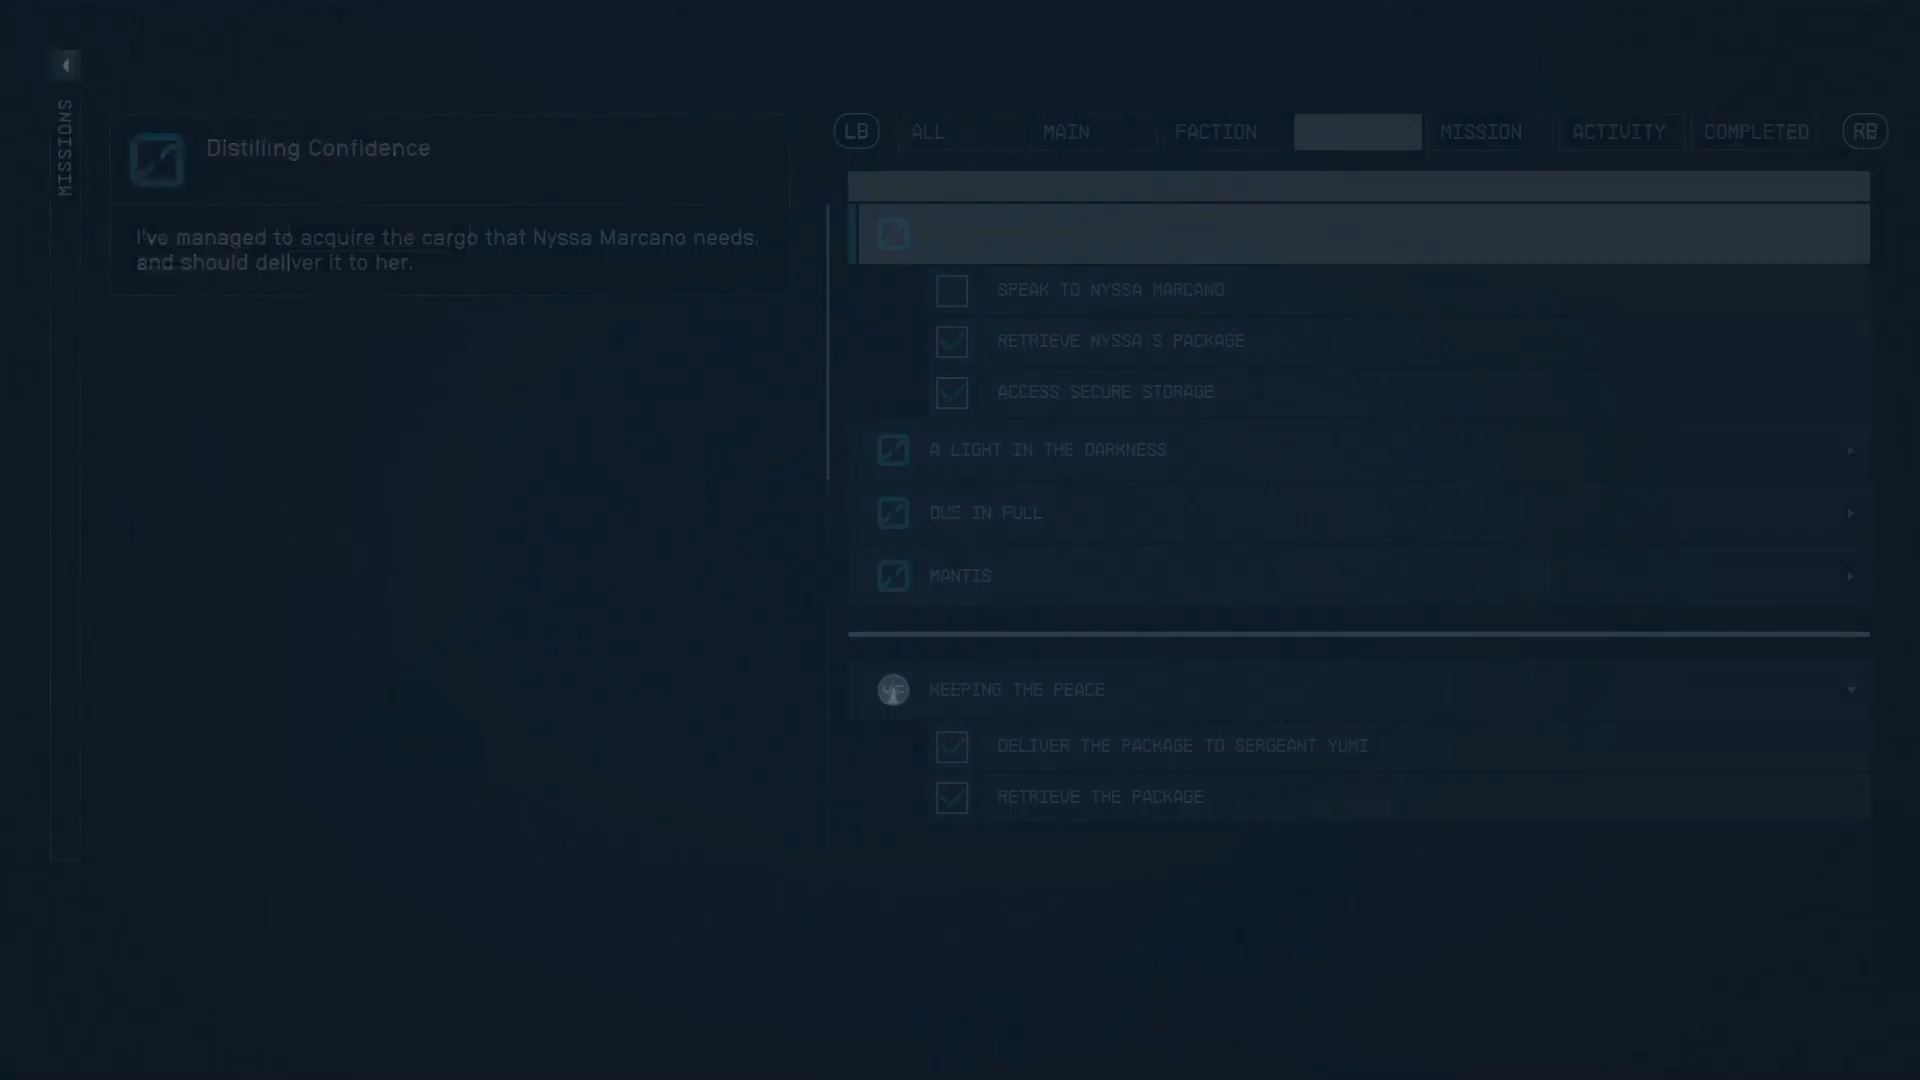 MISSIONS
Distilling Confidence
I've managed to acquire the cargo that Nyssa Marcano needs,
and should deliver it to her.
LB ALL MAIN FACTION MISSION ACTIVITY COMPLETED RB
SPEAK TO NYSSA MARCANO
RETRIEVE NYSSA'S PACKAGE
ACCESS SECURE STORAGE
A LIGHT IN THE DARKNESS
DUE IN FULL
MANTIS
KEEPING THE PEACE
DELIVER THE PACKAGE TO SERGEANT YUMI
RETRIEVE THE PACKAGE